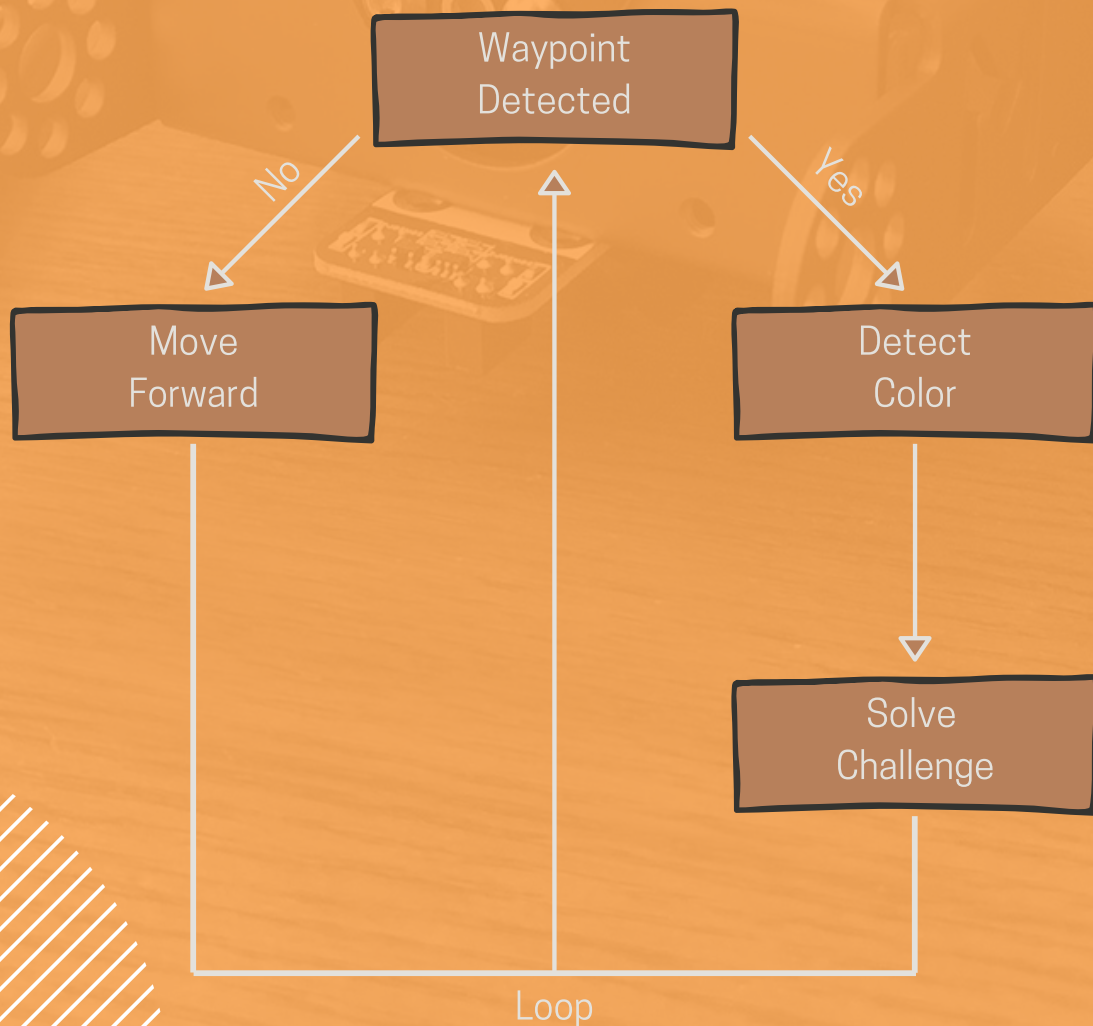 Waypoint
Detected
No
Yes
Move
Forward
Detect
Color
Solve
Challenge
Loop